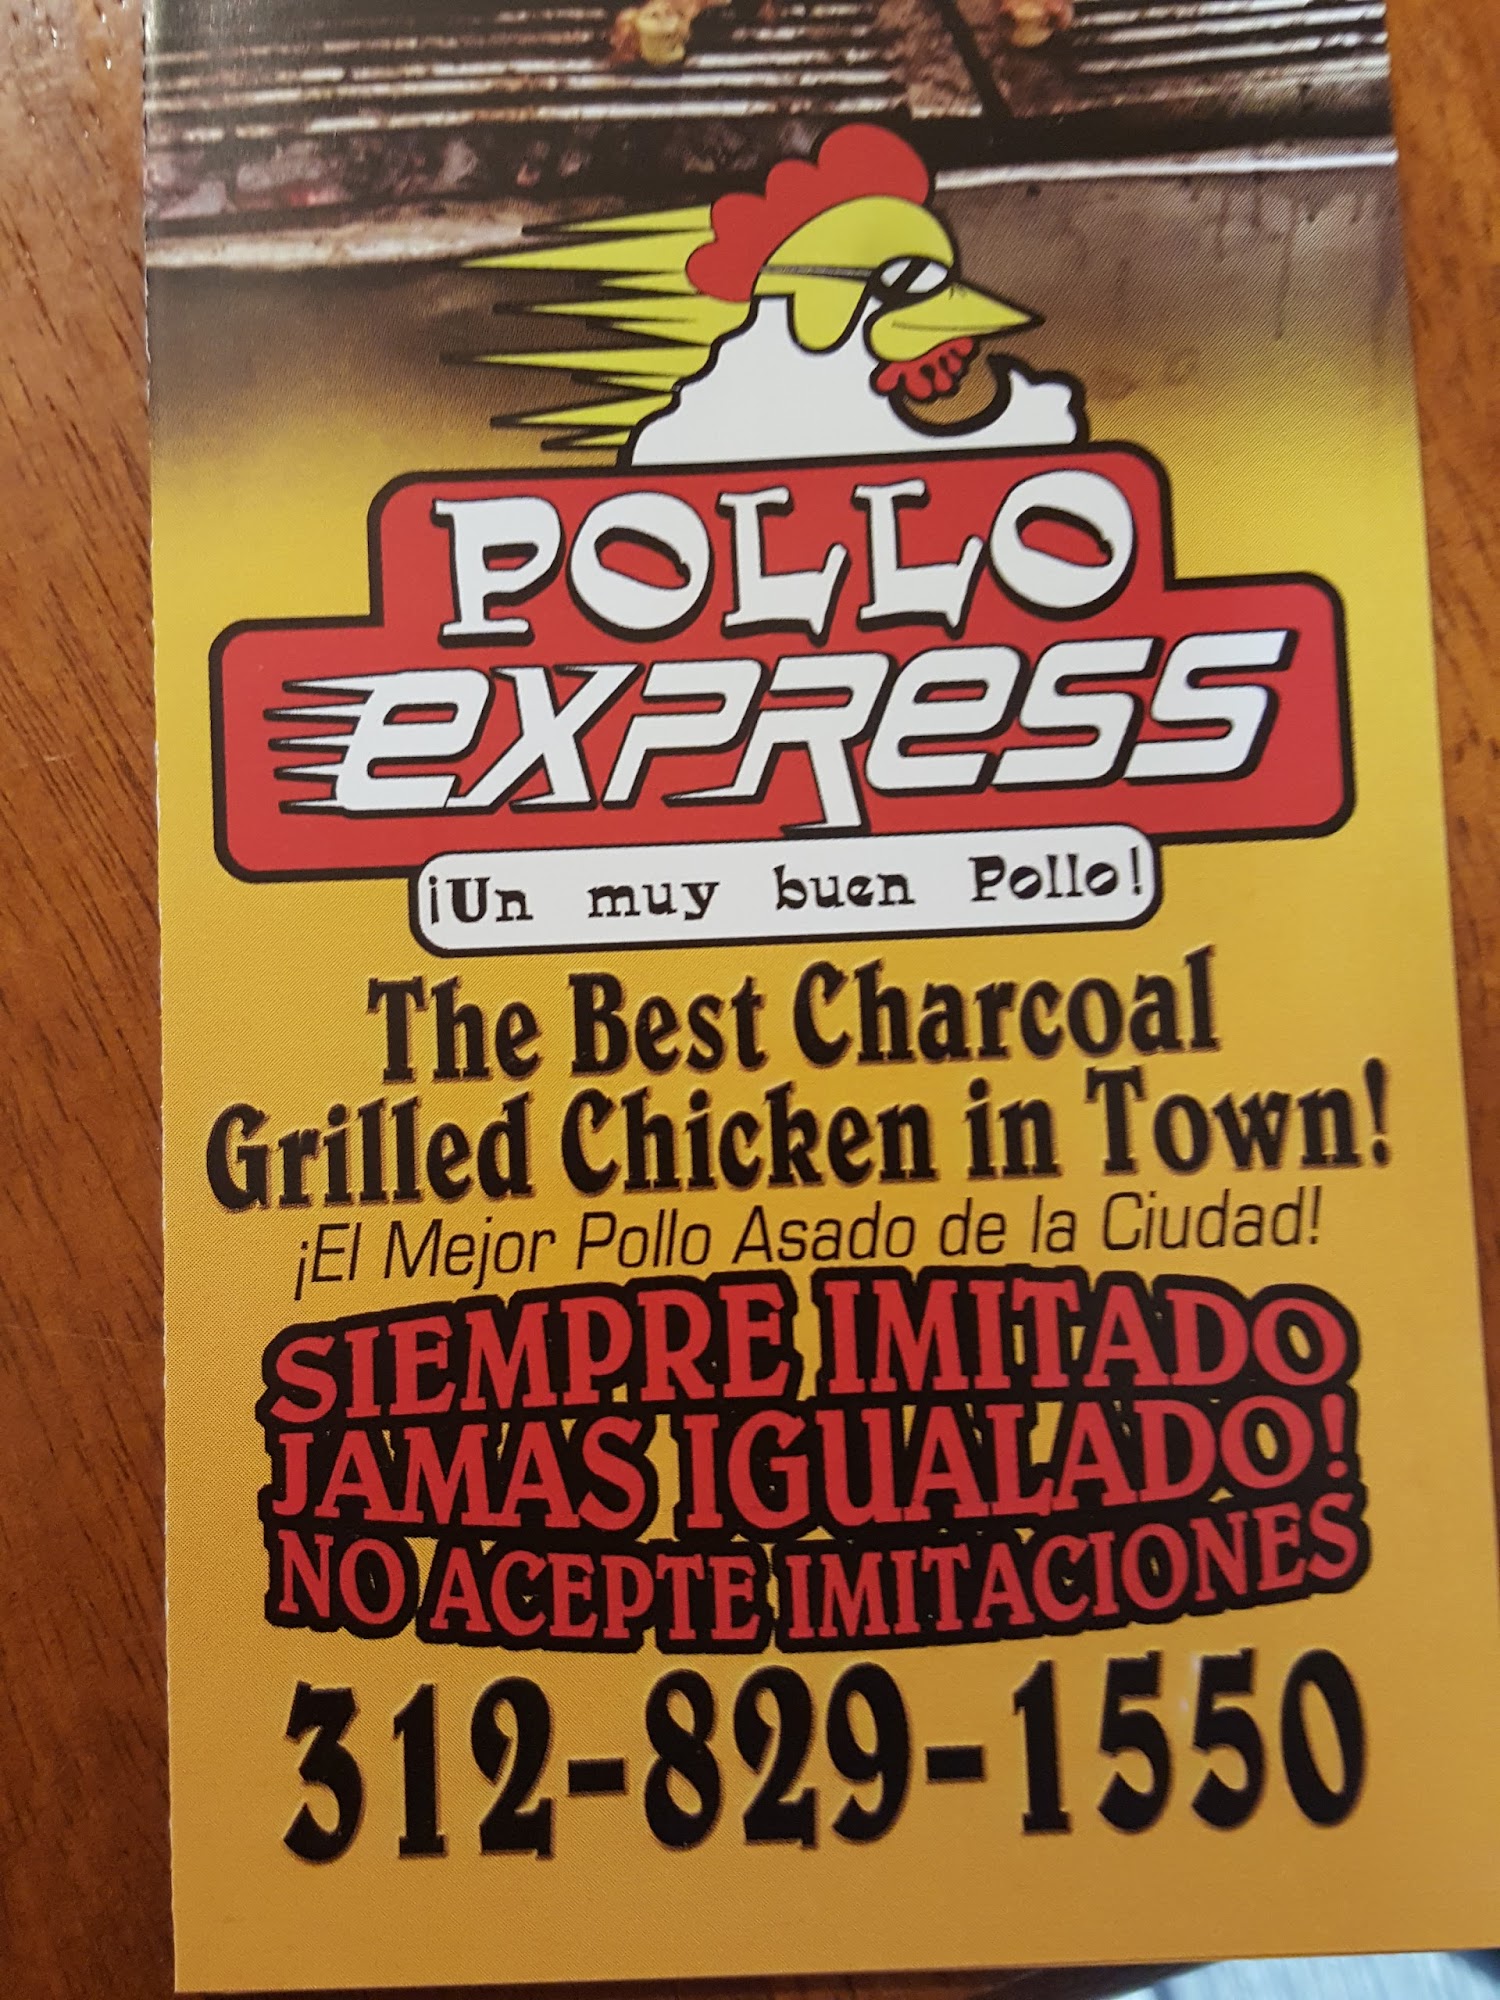 POLLO
express
¡Un muy buen Pollo!
The Best Charcoal
Grilled Chicken in Town!
¡El Mejor Pollo Asado de la Ciudad!
SIEMPRE IMITADO
JAMAS IGUALADO!
NO ACEPTE IMITACIONES
312-829-1550